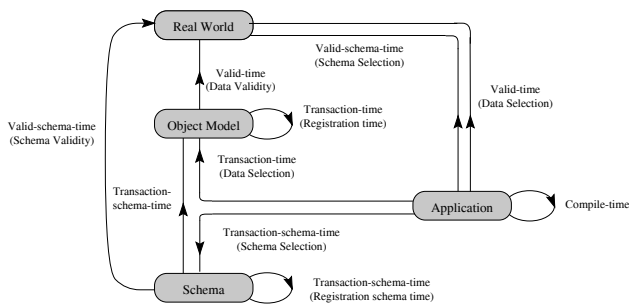 Real World
Valid-schema-time
(Schema Selection)
Valid-time
(Data Validity)
Valid-time
(Data Selection)
Transaction-time
(Registration time)
Object Model
Valid-schema-time
(Schema Validity)
Transaction-time
(Data Selection)
Transaction-
schema-time
Application
Compile-time
Transaction-schema-time
(Schema Selection)
Schema
Transaction-schema-time
(Registration schema time)